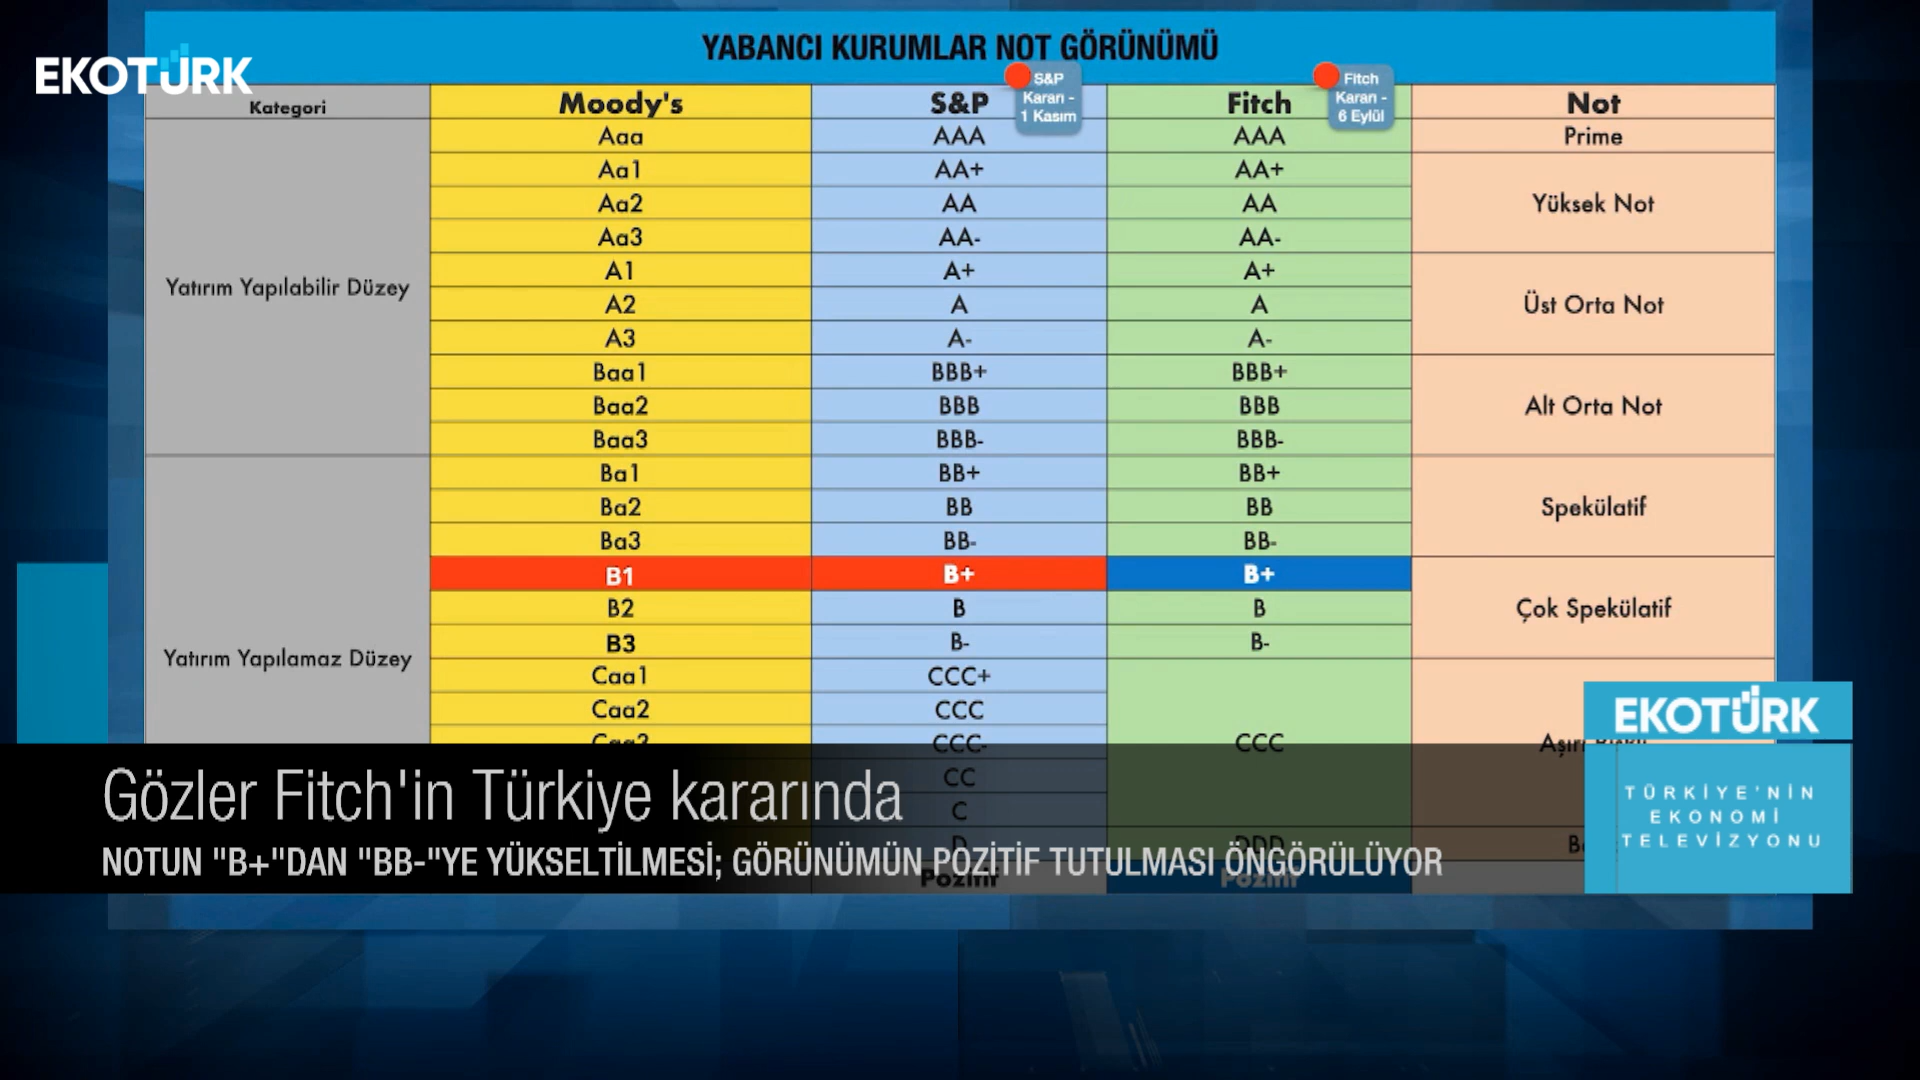 YABANCI KURUMLAR NOT GÖRÜNÜMÜ
EKOTÜRK
S&P
Kararı -
1 Kasım
Fitch
Kararı -
6 Eylül
Kategori Moody's S&P Fitch Not
Aaa AAA AAA Prime
Aa1 AA+ AA+
Aa2 AA AA Yüksek Not
Aa3 AA- AA-
A1 A+ A+
Yatırım Yapılabilir Düzey
A2 A A Üst Orta Not
A3 A- A-
Baa1 BBB+ BBB+
Baa2 BBB BBB Alt Orta Not
Baa3 BBB- BBB-
Ba1 BB+ BB+
Ba2 BB BB Spekülatif
Ba3 BB- BB-
B1 B+ B+
B2 B B Çok Spekülatif
B3 B- B-
Yatırım Yapılamaz Düzey
Caa1 CCC+
Caa2 CCC
CCC- CCC
CC
C
D DDD
Pozitif Pozitif
EKOTÜRK
TÜRKİYE'NİN
EKONOMİ
TELEVİZYONU
Gözler Fitch'in Türkiye kararında
NOTUN "B+"DAN "BB-"YE YÜKSELTİLMESİ; GÖRÜNÜMÜN POZİTİF TUTULMASI ÖNGÖRÜLÜYOR